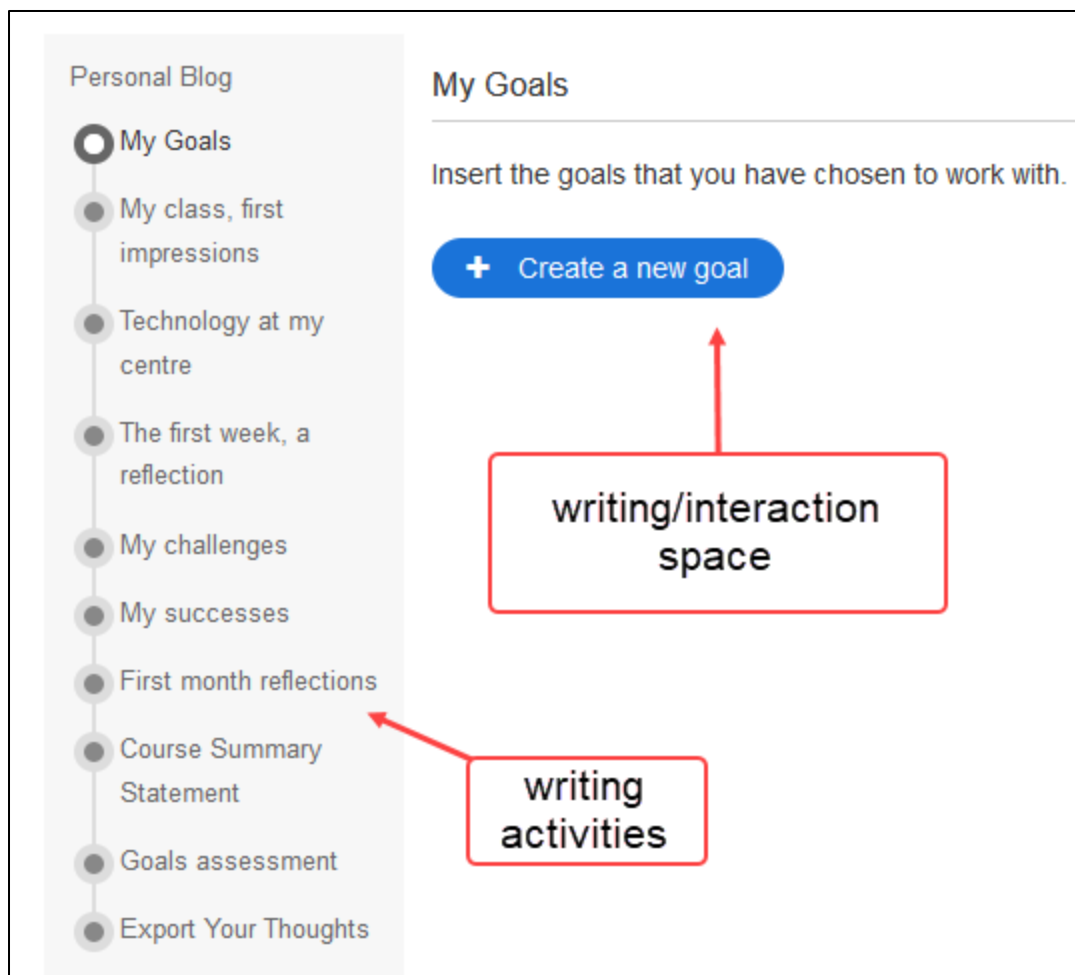 Personal Blog
My Goals
My class, first
impressions
Technology at my
centre
The first week, a
reflection
My challenges
My successes
First month reflections
Course Summary
Statement
Goals assessment
Export Your Thoughts
My Goals
Insert the goals that you have chosen to work with.
+ Create a new goal
writing/interaction
space
writing
activities